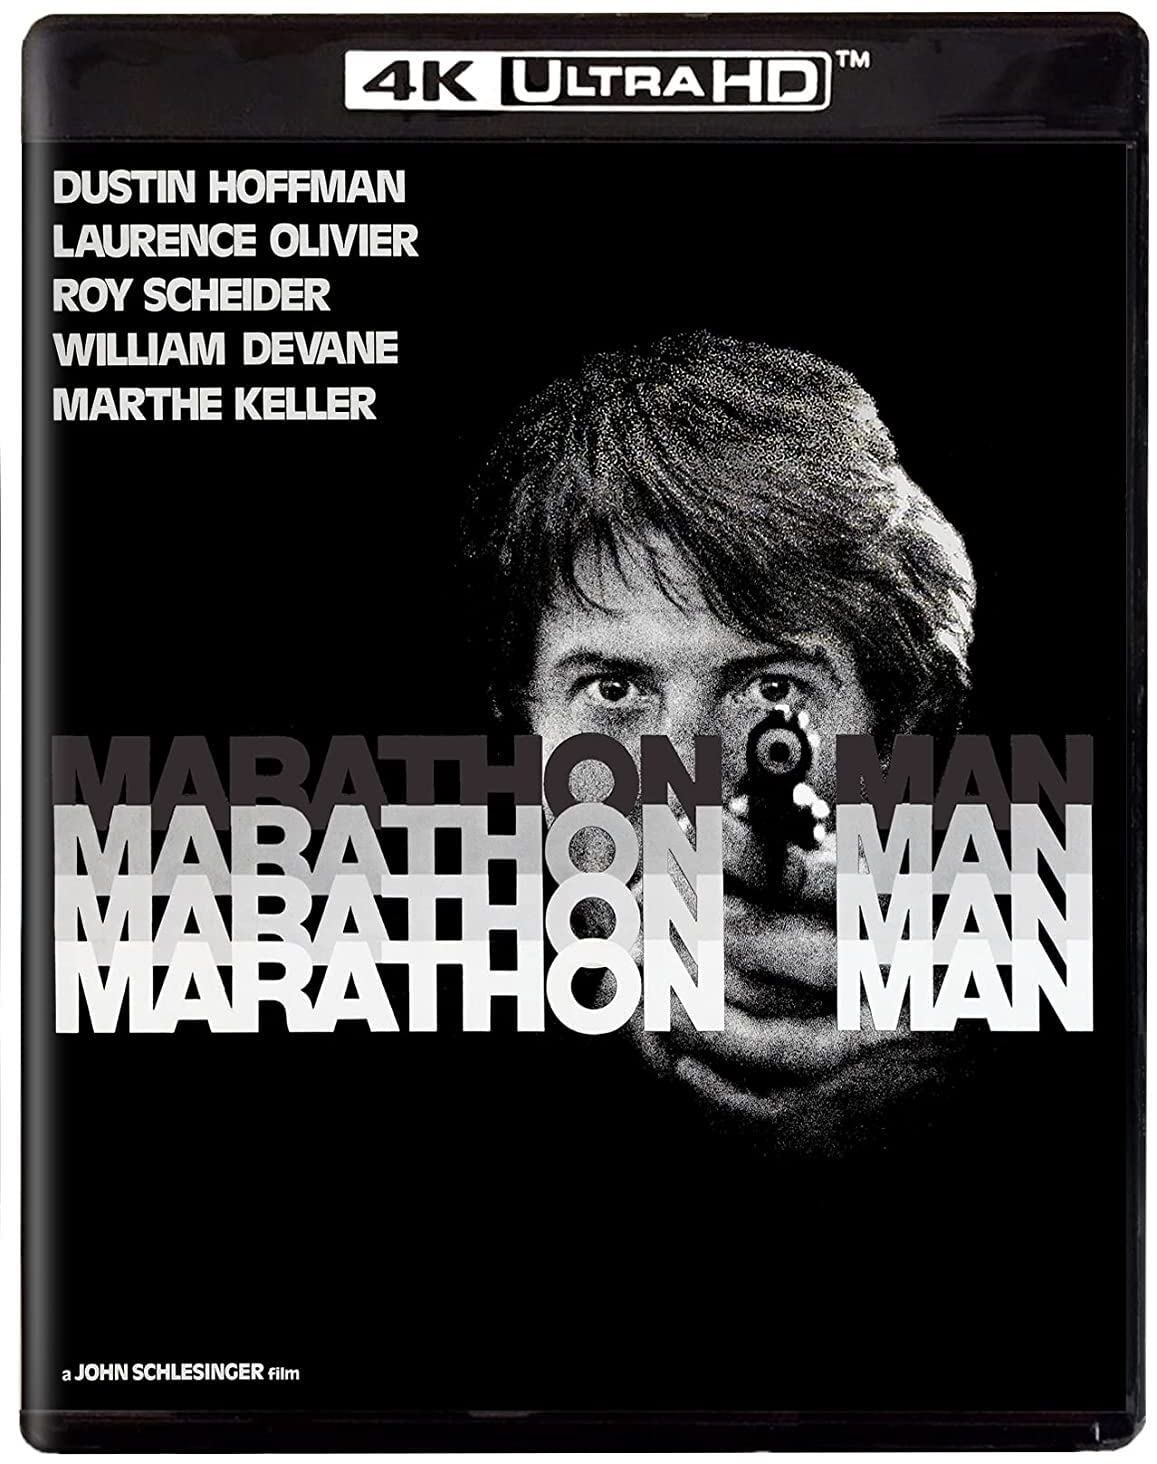 4K ULTRA HD™
DUSTIN HOFFMAN
LAURENCE OLIVIER
ROY SCHEIDER
WILLIAM DEVANE
MARTHE KELLER
MARATHON MAN
MARATHON MAN
MARATHON MAN
MARATHON MAN
a JOHN SCHLESINGER film